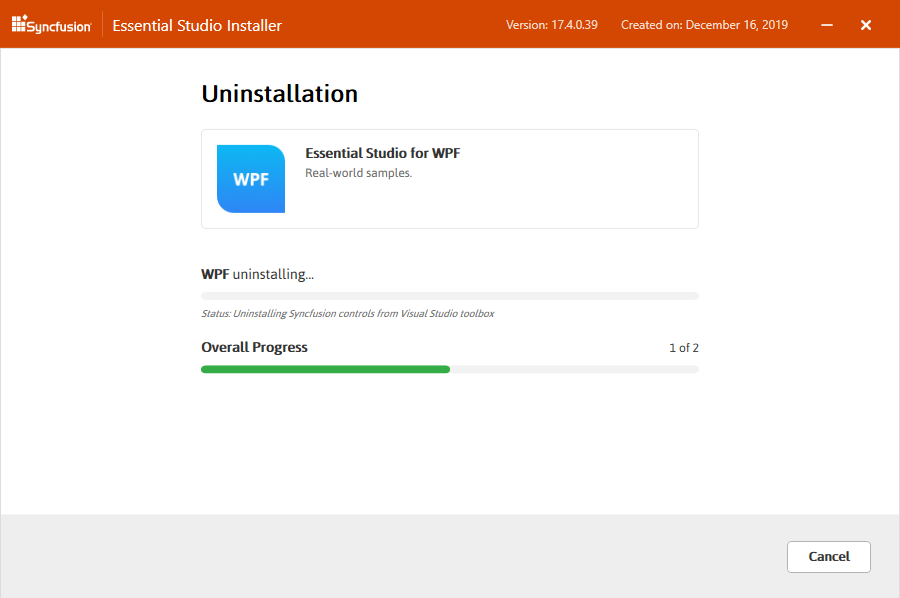 Syncfusion Essential Studio Installer Version: 17.4.0.39 Created on: December 16, 2019
Uninstallation
WPF
Essential Studio for WPF
Real-world samples.
WPF uninstalling...
Status: Uninstalling Syncfusion controls from Visual Studio toolbox
Overall Progress 1 of 2
Cancel